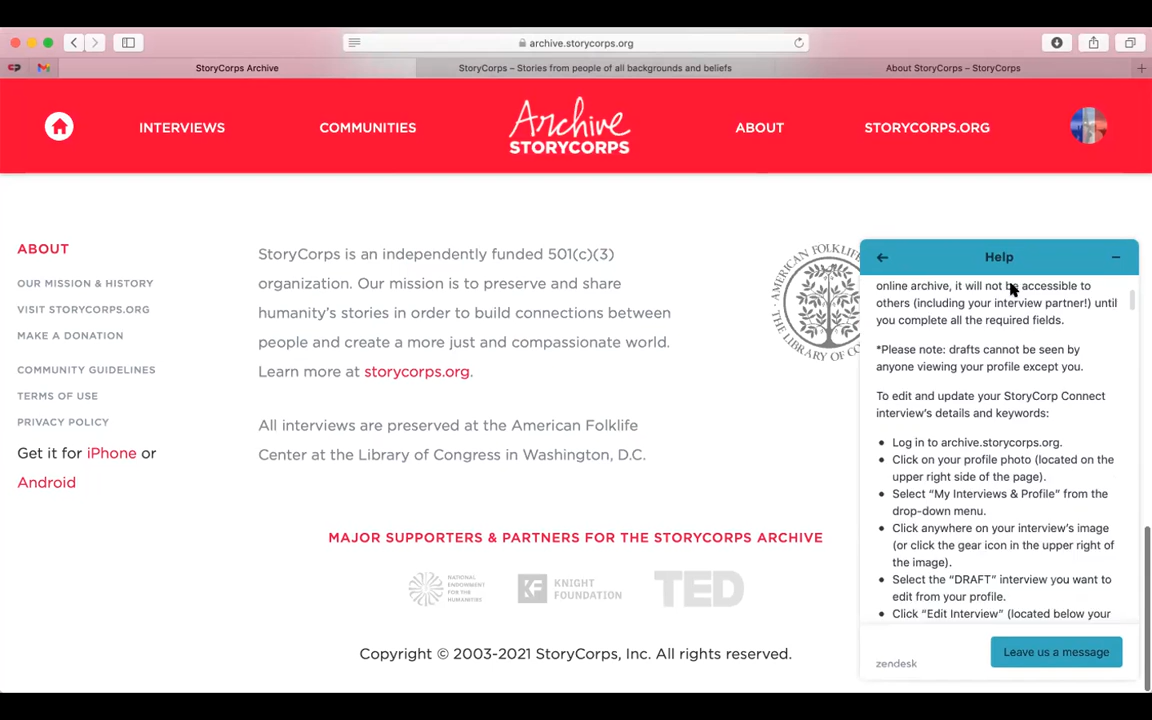 archive.storycorps.org
StoryCorps Archive
StoryCorps – Stories from people of all backgrounds and beliefs
About StoryCorps – StoryCorps
INTERVIEWS
COMMUNITIES
Archive
STORYCORPS
ABOUT
STORYCORPS.ORG
ABOUT
OUR MISSION & HISTORY
VISIT STORYCORPS.ORG
MAKE A DONATION
COMMUNITY GUIDELINES
TERMS OF USE
PRIVACY POLICY
Get it for iPhone or
Android
StoryCorps is an independently funded 501(c)(3)
organization. Our mission is to preserve and share
humanity's stories in order to build connections between
people and create a more just and compassionate world.
Learn more at storycorps.org.
All interviews are preserved at the American Folklife
Center at the Library of Congress in Washington, D.C.
AMERICAN FOLKLIF
THE LIBRARY OF CO
MAJOR SUPPORTERS & PARTNERS FOR THE STORYCORPS ARCHIVE
NATIONAL
ENDOWMENT
FOR THE
HUMANITIES
KF
KNIGHT
FOUNDATION
TED
Copyright © 2003-2021 StoryCorps, Inc. All rights reserved.
Help
online archive, it will not be accessible to
others (including your interview partner!) until
you complete all the required fields.
*Please note: drafts cannot be seen by
anyone viewing your profile except you.
To edit and update your StoryCorp Connect
interview's details and keywords:
• Log in to archive.storycorps.org.
• Click on your profile photo (located on the
upper right side of the page).
• Select “My Interviews & Profile” from the
drop-down menu.
• Click anywhere on your interview's image
(or click the gear icon in the upper right of
the image).
• Select the “DRAFT” interview you want to
edit from your profile.
• Click “Edit Interview” (located below your
zendesk
Leave us a message